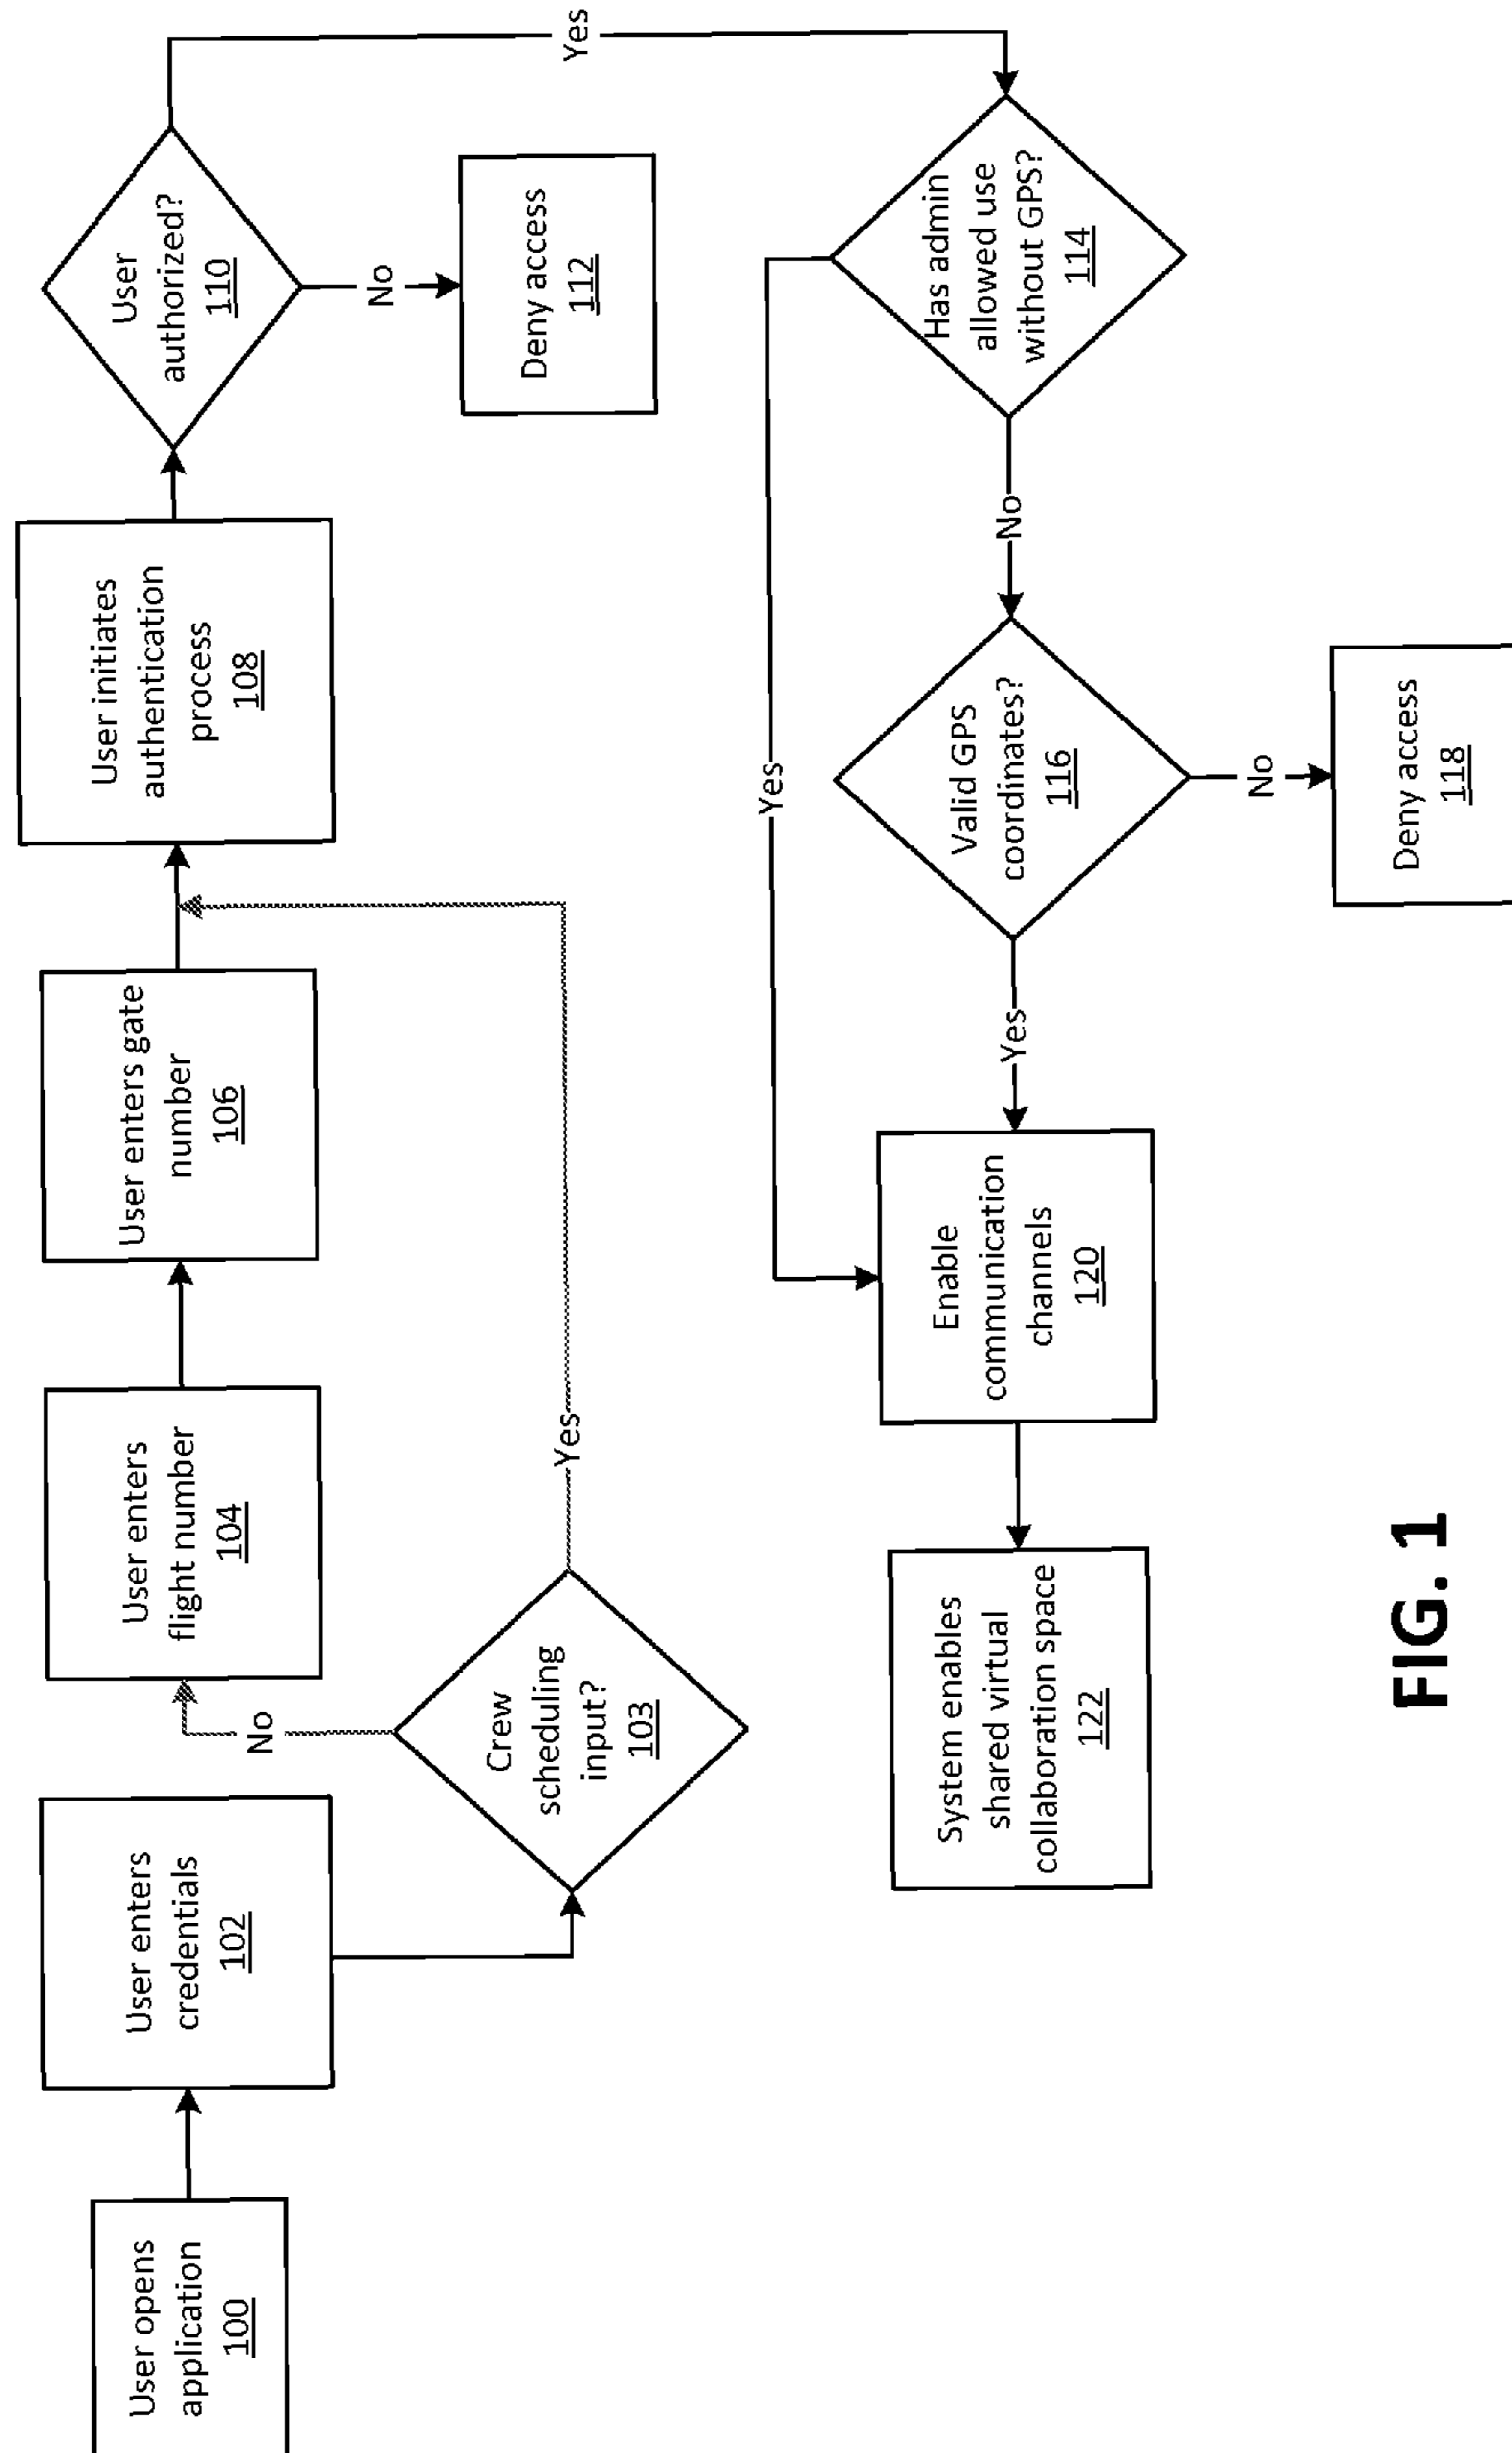 User opens
application
100
User enters
credentials
102
Crew
scheduling
input?
103
No
Yes
User enters
flight number
104
User enters gate
number
106
User initiates
authentication
process
108
User
authorized?
110
No
Deny access
112
Yes
Has admin
allowed use
without GPS?
114
Yes
No
Valid GPS
coordinates?
116
No
Deny access
118
Yes
Enable
communication
channels
120
System enables
shared virtual
collaboration space
122
FIG. 1